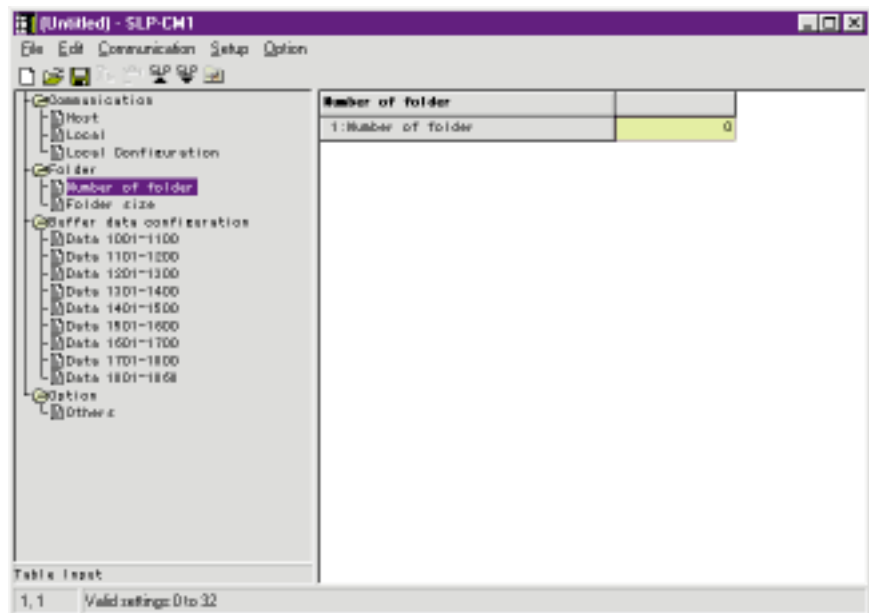 (Untitled) - SLP-CM1
File Edit Communication Setup Option
SLP SLP
Communication
Host
Local
Local Configuration
Folder
Number of folder
Folder size
Buffer data configuration
Data 1001-1100
Data 1101-1200
Data 1201-1300
Data 1301-1400
Data 1401-1500
Data 1501-1600
Data 1601-1700
Data 1701-1800
Data 1801-1868
Option
Others
Number of folder
1:Number of folder 0
Table Input
1, 1 Valid settings: 0 to 32